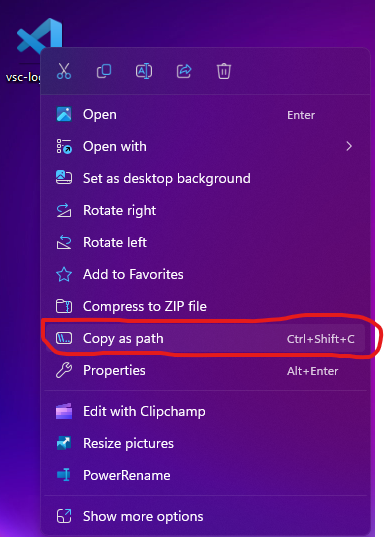 vsc-lo
Open Enter
Open with
Set as desktop background
Rotate right
Rotate left
Add to Favorites
Compress to ZIP file
Copy as path Ctrl+Shift+C
Properties Alt+Enter
Edit with Clipchamp
Resize pictures
PowerRename
Show more options